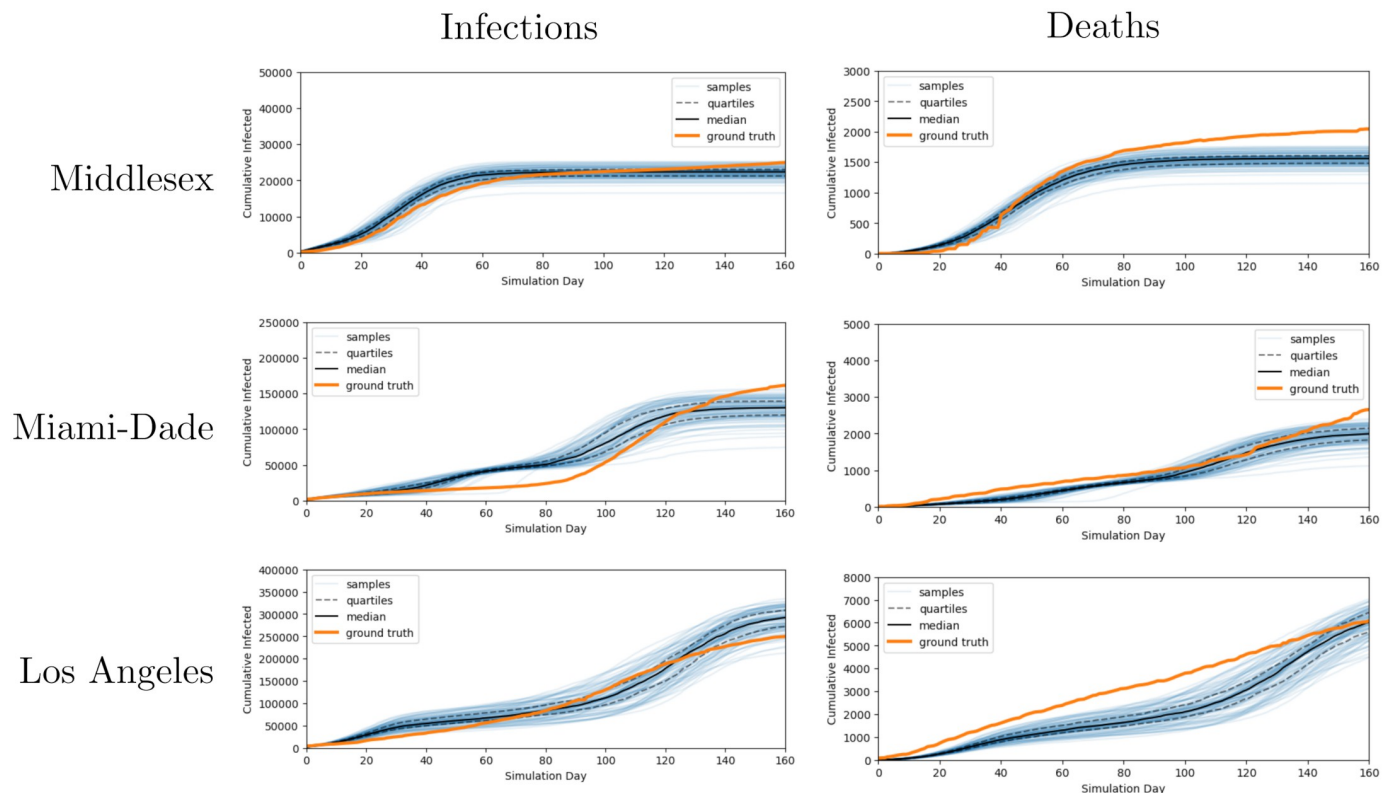 Infections
Deaths
Middlesex
Cumulative Infected
50000
40000
30000
20000
10000
0
0 20 40 60 80 100 120 140 160
Simulation Day
samples
quartiles
median
ground truth
Cumulative Infected
3000
2500
2000
1500
1000
500
0
0 20 40 60 80 100 120 140 160
Simulation Day
samples
quartiles
median
ground truth
Miami-Dade
Cumulative Infected
250000
200000
150000
100000
50000
0
0 20 40 60 80 100 120 140 160
Simulation Day
samples
quartiles
median
ground truth
Cumulative Infected
5000
4000
3000
2000
1000
0
0 20 40 60 80 100 120 140 160
Simulation Day
samples
quartiles
median
ground truth
Los Angeles
Cumulative Infected
400000
350000
300000
250000
200000
150000
100000
50000
0
0 20 40 60 80 100 120 140 160
Simulation Day
samples
quartiles
median
ground truth
Cumulative Infected
8000
7000
6000
5000
4000
3000
2000
1000
0
0 20 40 60 80 100 120 140 160
Simulation Day
samples
quartiles
median
ground truth